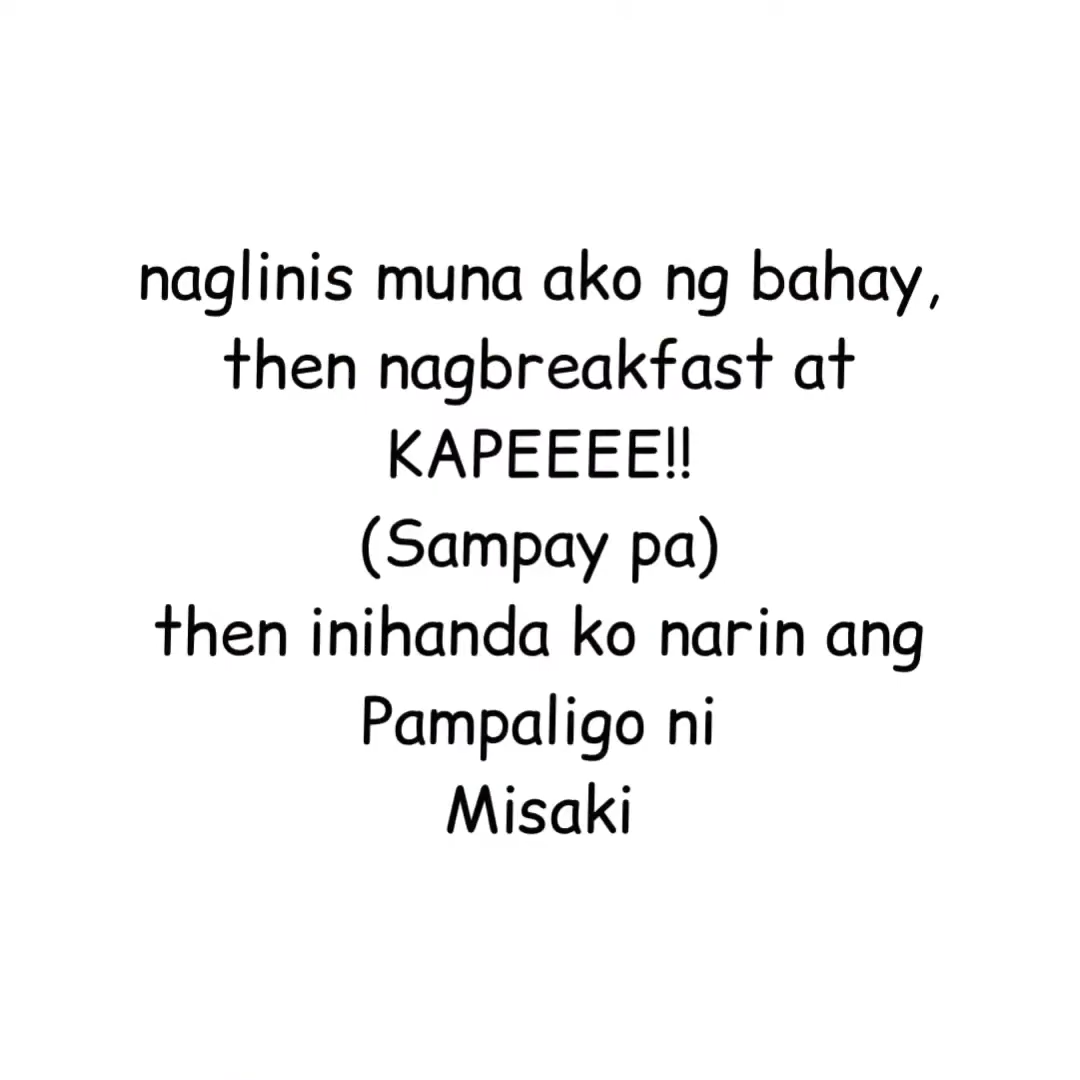 naglinis muna ako ng bahay,
then nagbreakfast at
KAPEEEE!!
(Sampay pa)
then inihanda ko narin ang
Pampaligo ni
Misaki